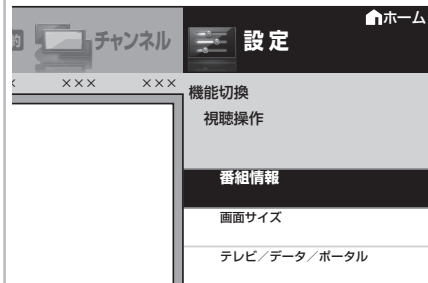 ホーム
的 チャンネル 設定
××× ×××
機能切換
視聴操作
番組情報
画面サイズ
テレビ／データ／ポータル